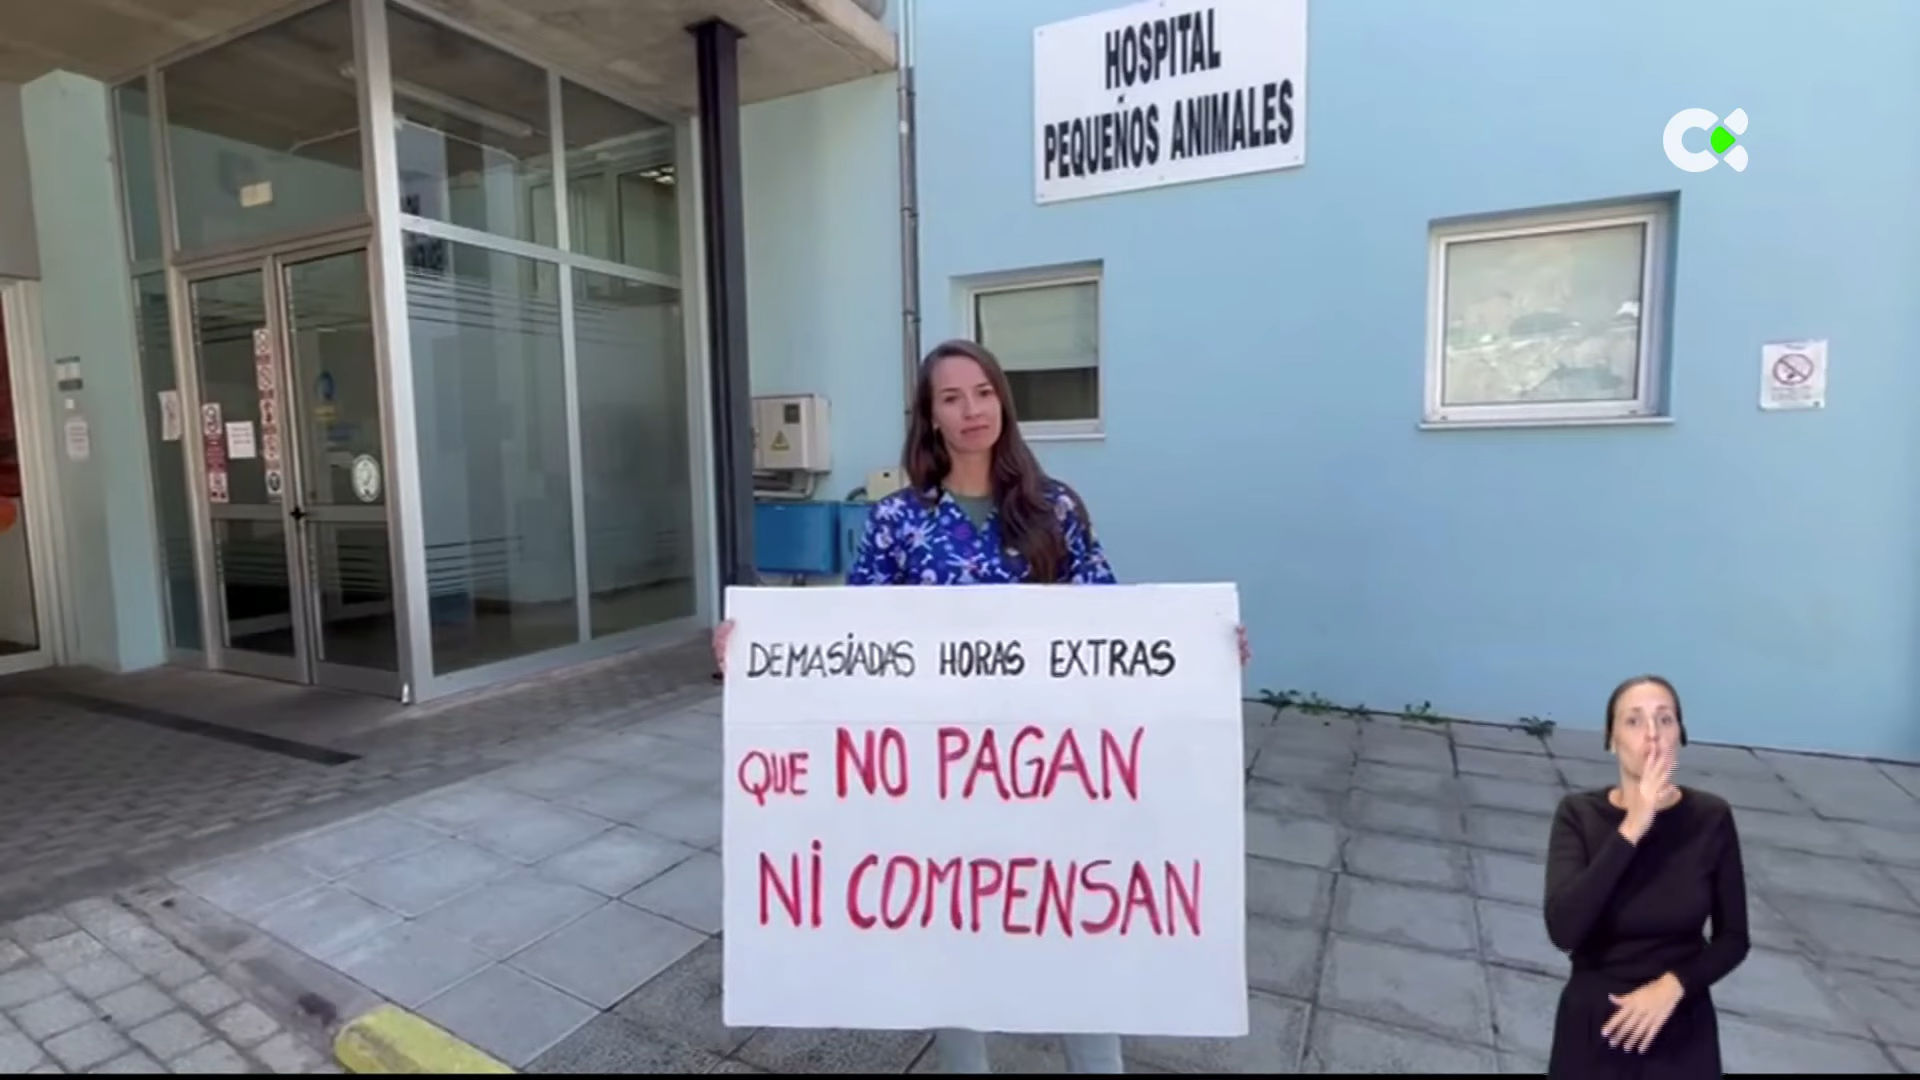 HOSPITAL
PEQUEÑOS ANIMALES
DEMASIADAS HORAS EXTRAS
QUE NO PAGAN
NI COMPENSAN